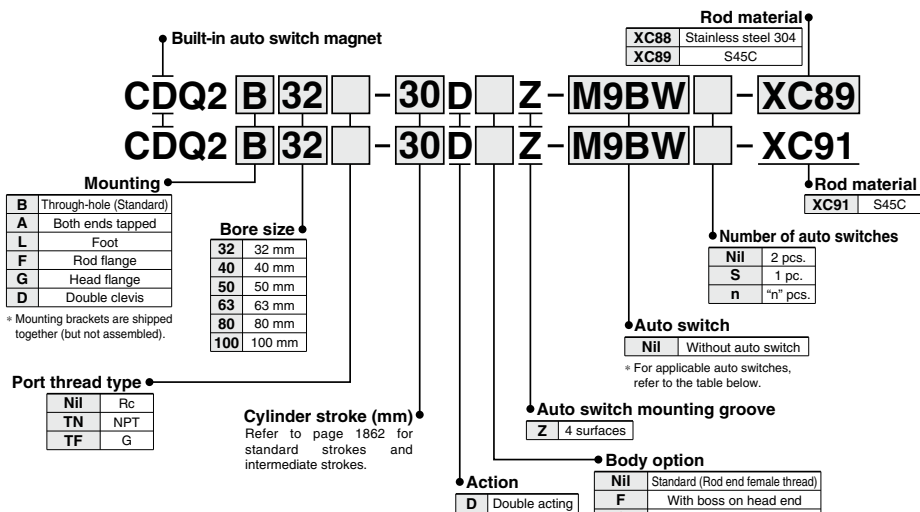 Rod material
XC88 Stainless steel 304
XC89 S45C
Built-in auto switch magnet
CDQ2 B 32 - 30 D Z - M9BW - XC89
CDQ2 B 32 - 30 D Z - M9BW - XC91
Mounting
B Through-hole (Standard)
A Both ends tapped
L Foot
F Rod flange
G Head flange
D Double clevis
* Mounting brackets are shipped
together (but not assembled).
Bore size
32 32 mm
40 40 mm
50 50 mm
63 63 mm
80 80 mm
100 100 mm
Rod material
XC91 S45C
Number of auto switches
Nil 2 pcs.
S 1 pc.
n "n" pcs.
Auto switch
Nil Without auto switch
* For applicable auto switches,
refer to the table below.
Port thread type
Nil Rc
TN NPT
TF G
Cylinder stroke (mm)
Refer to page 1862 for
standard strokes and
intermediate strokes.
Auto switch mounting groove
Z 4 surfaces
Action
D Double acting
Body option
Nil Standard (Rod end female thread)
F With boss on head end